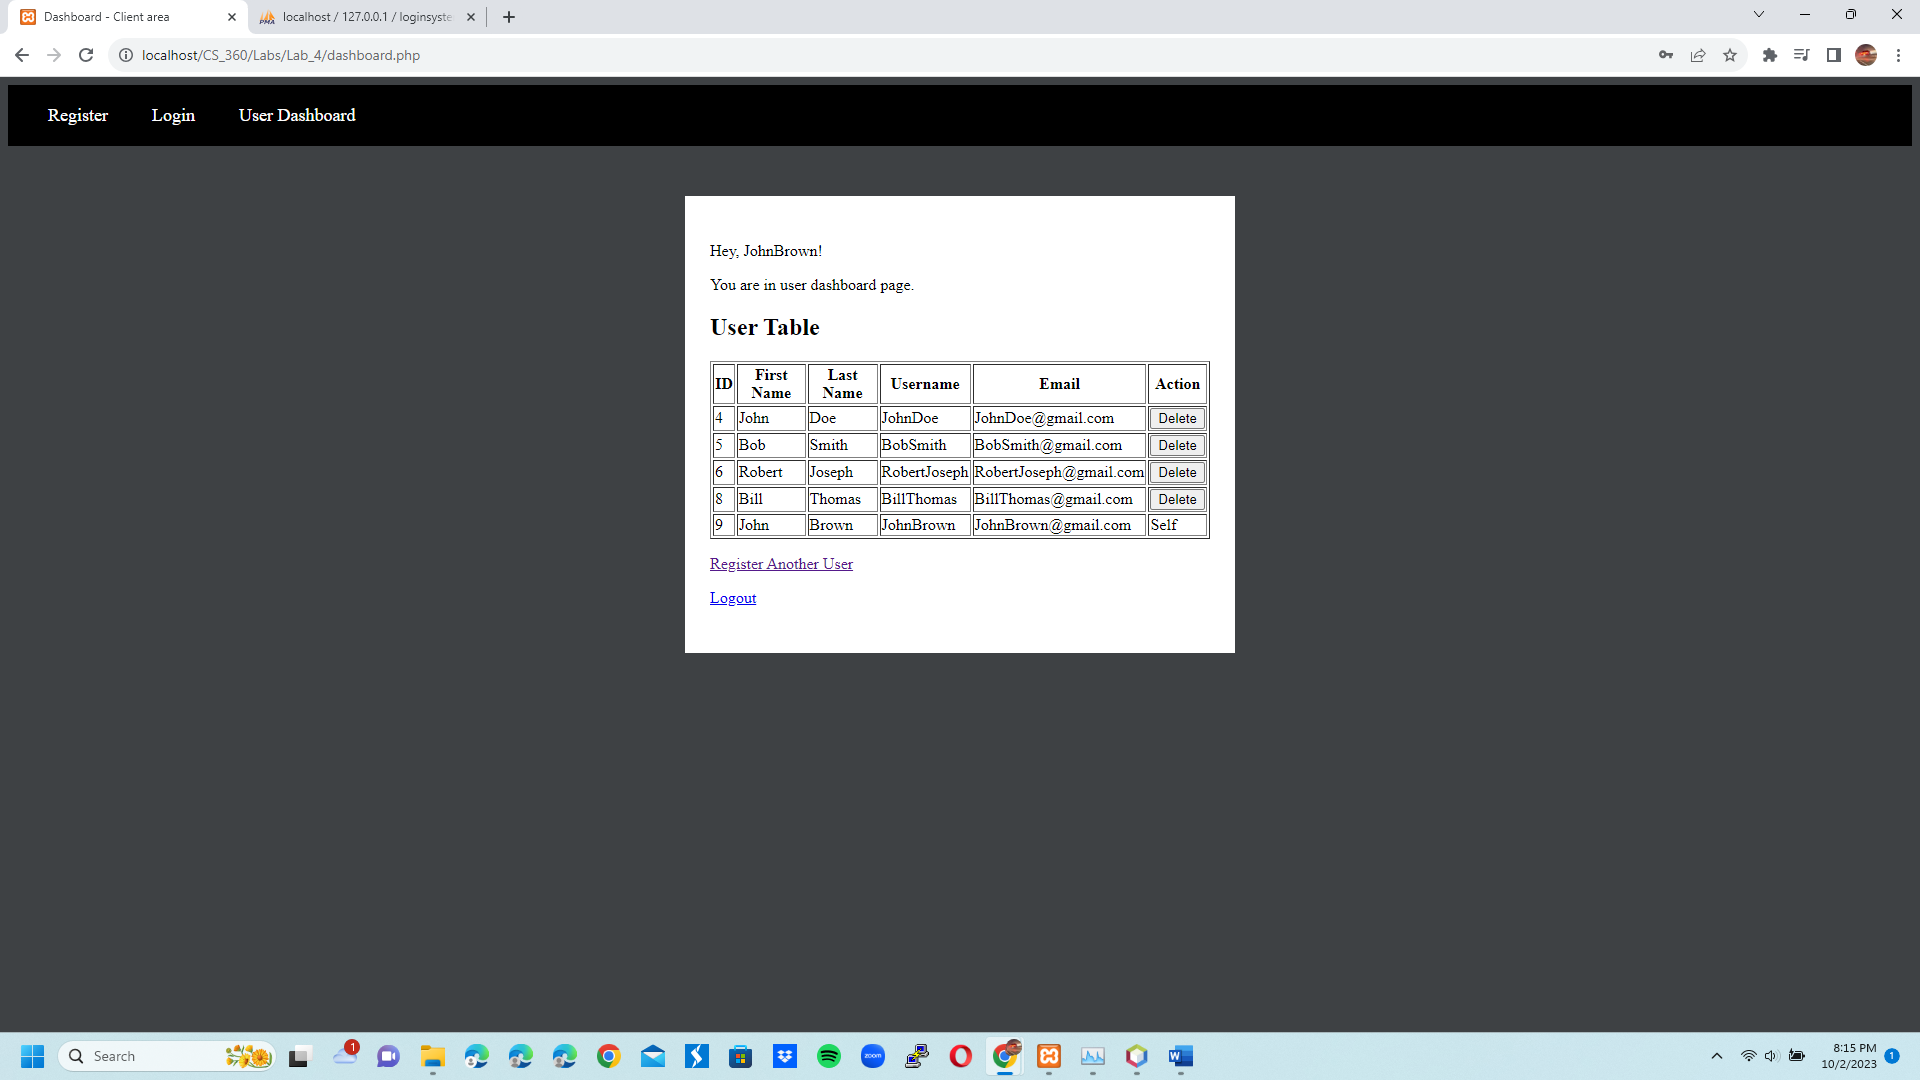 Dashboard - Client area
localhost / 127.0.0.1 / loginsyste
localhost/CS_360/Labs/Lab_4/dashboard.php
Register Login User Dashboard
Hey, JohnBrown!
You are in user dashboard page.
User Table
ID First Name Last Name Username Email Action
4 John Doe JohnDoe JohnDoe@gmail.com Delete
5 Bob Smith BobSmith BobSmith@gmail.com Delete
6 Robert Joseph RobertJoseph RobertJoseph@gmail.com Delete
8 Bill Thomas BillThomas BillThomas@gmail.com Delete
9 John Brown JohnBrown JohnBrown@gmail.com Self
Register Another User
Logout
Search
1
zoom
8:15 PM
10/2/2023
1